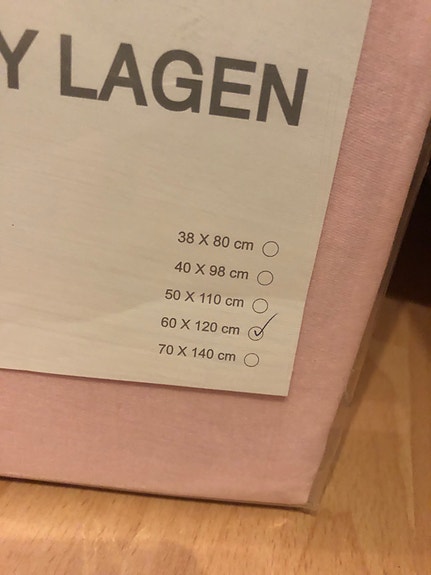 Y LAGEN
38 X 80 cm
40 X 98 cm
50 X 110 cm
60 X 120 cm
70 X 140 cm